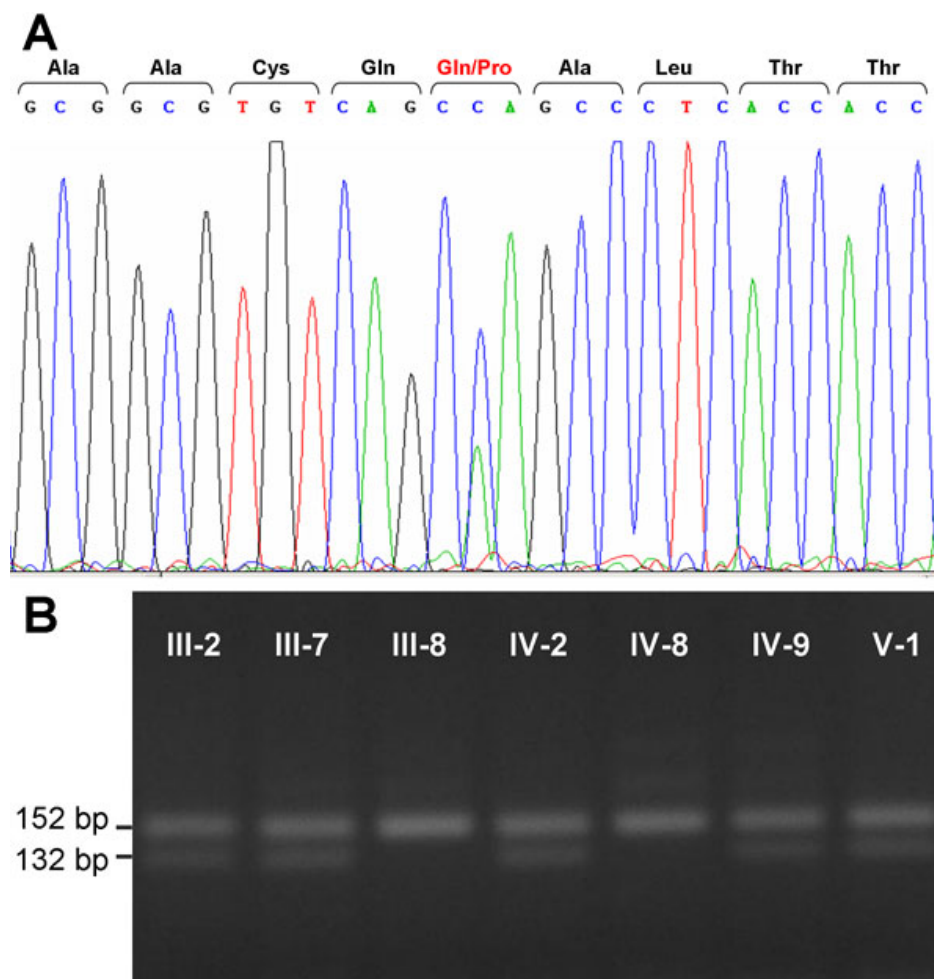 A
Ala Ala Cys Gln Gln/Pro Ala Leu Thr Thr
G C G G C G T G T C A G C C A G C C C T C A C C A C C
B
III-2 III-7 III-8 IV-2 IV-8 IV-9 V-1
152 bp
132 bp